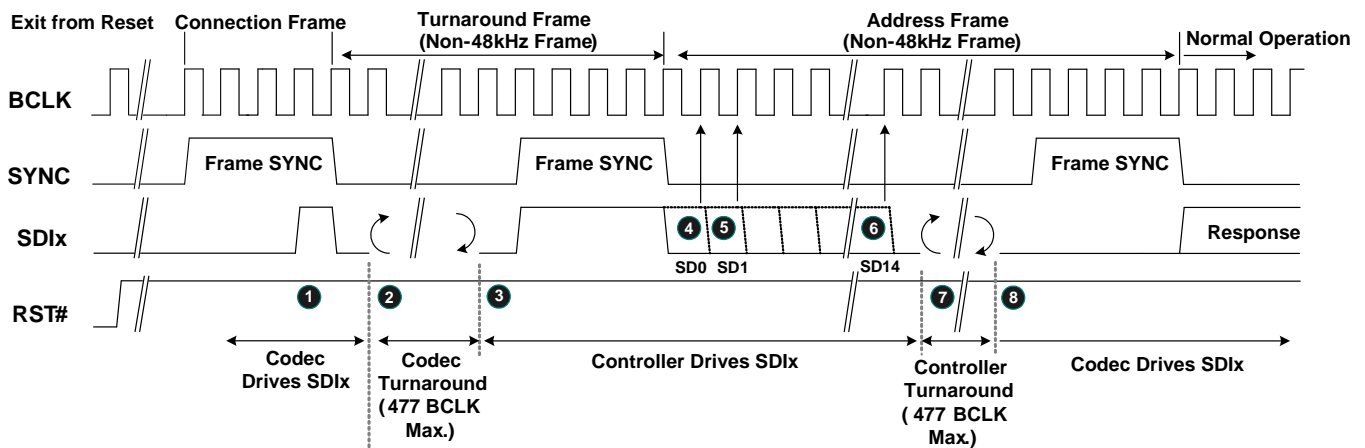 Exit from Reset
Connection Frame
Turnaround Frame
(Non-48kHz Frame)
Address Frame
(Non-48kHz Frame)
Normal Operation
BCLK
SYNC
Frame SYNC
Frame SYNC
Frame SYNC
SDIx
4
5
6
Response
SD0
SD1
SD14
RST#
1
2
3
7
8
Codec
Drives SDIx
Codec
Turnaround
( 477 BCLK
Max.)
Controller Drives SDIx
Controller
Turnaround
( 477 BCLK
Max.)
Codec Drives SDIx